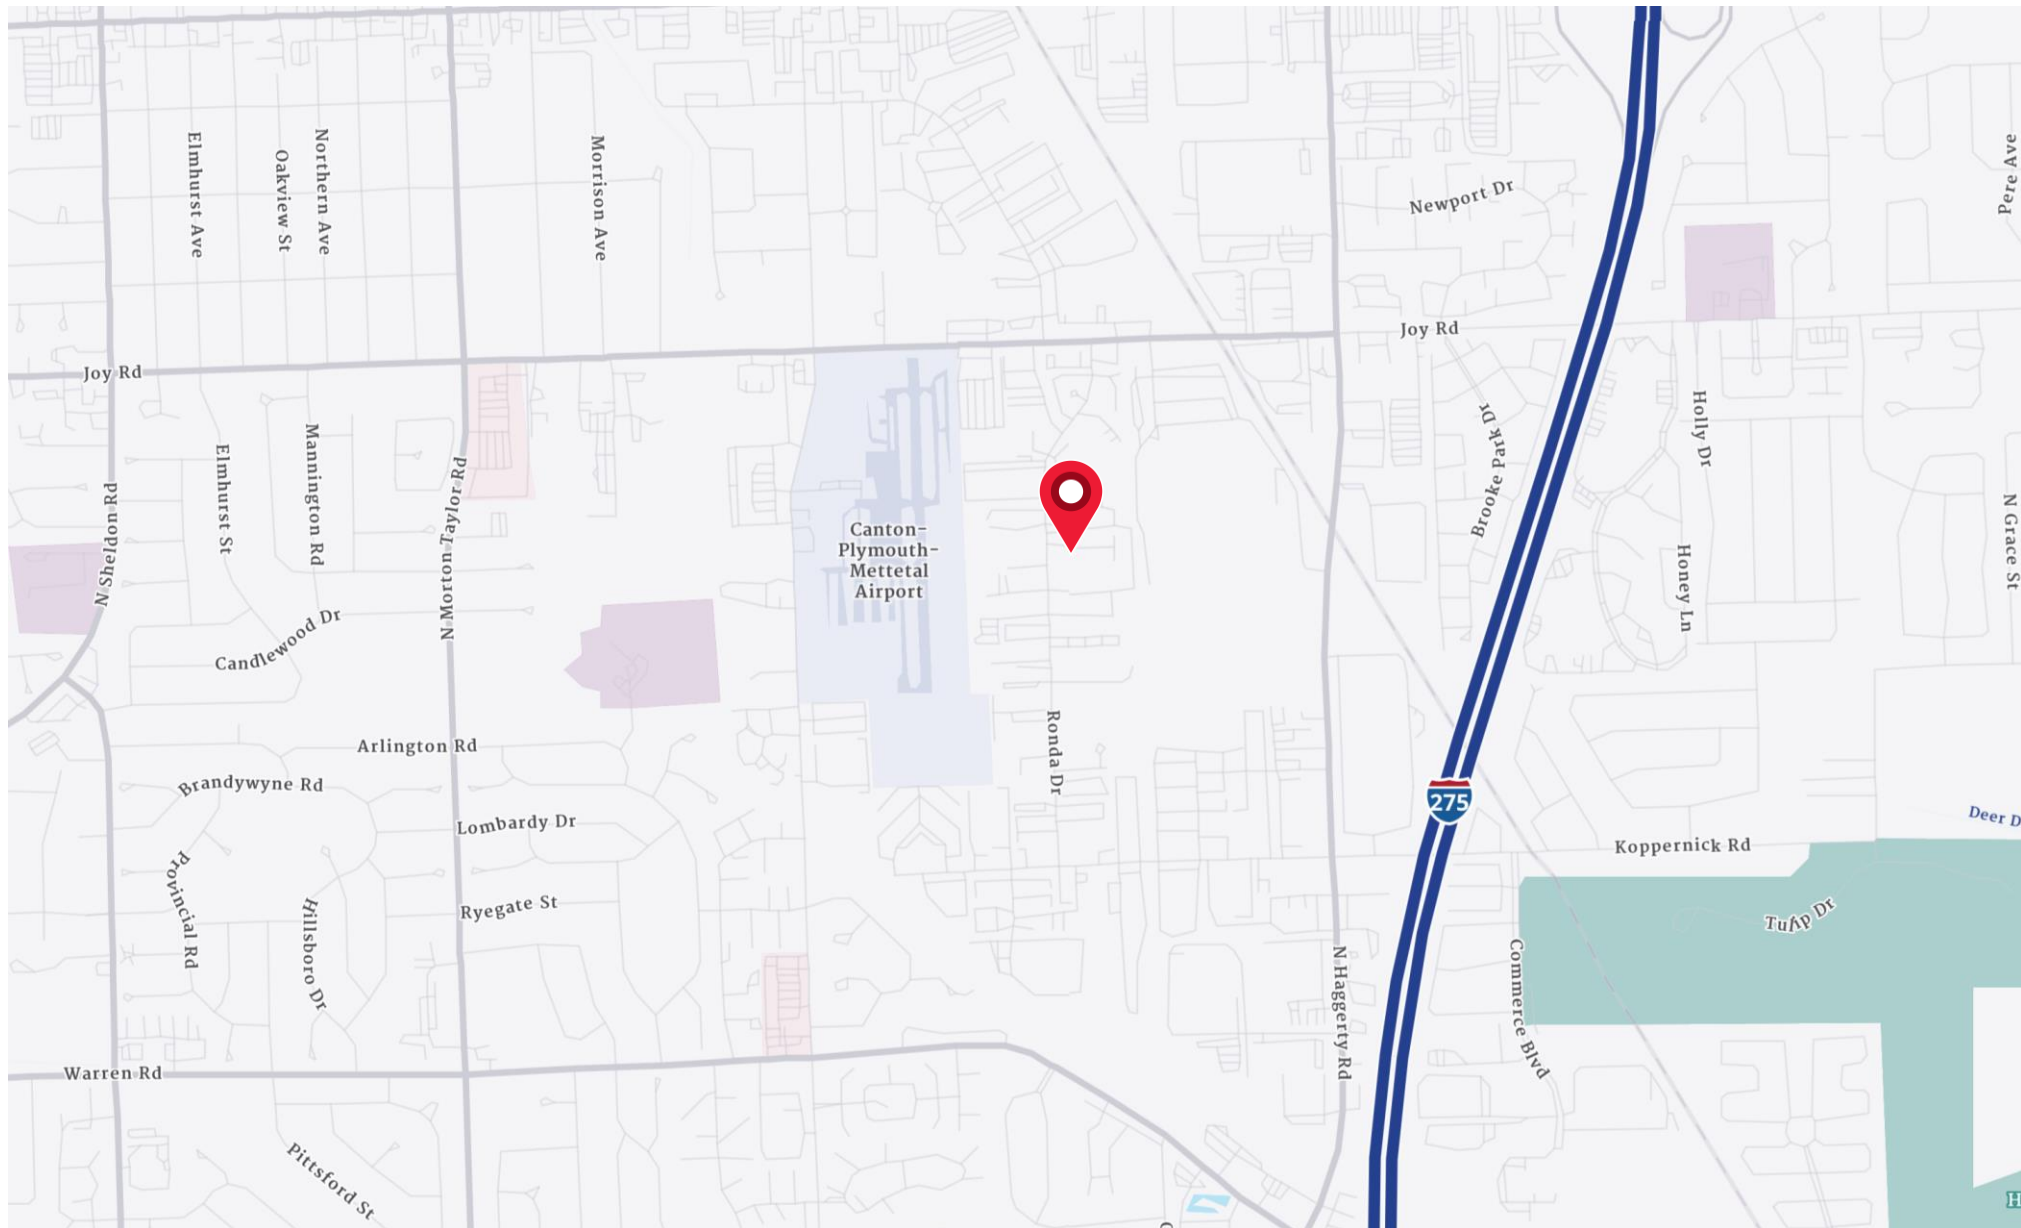 Elmhurst Ave
Oakview St
Northern Ave
Morrison Ave
Newport Dr
Pere Ave
Joy Rd
Joy Rd
Elmhurst St
Mannington Rd
N Morton Taylor Rd
N Sheldon Rd
Canton-
Plymouth-
Mettetal
Airport
Brooke Park Dr
Holly Dr
Honey Ln
N Grace St
Candlewood Dr
Arlington Rd
Brandywyne Rd
Ronda Dr
275
Lombardy Dr
Deer D
Koppernick Rd
Provincial Rd
Hillsboro Dr
Ryegate St
Tulip Dr
N Haggerty Rd
Commerce Blvd
Warren Rd
Pittsford St
H